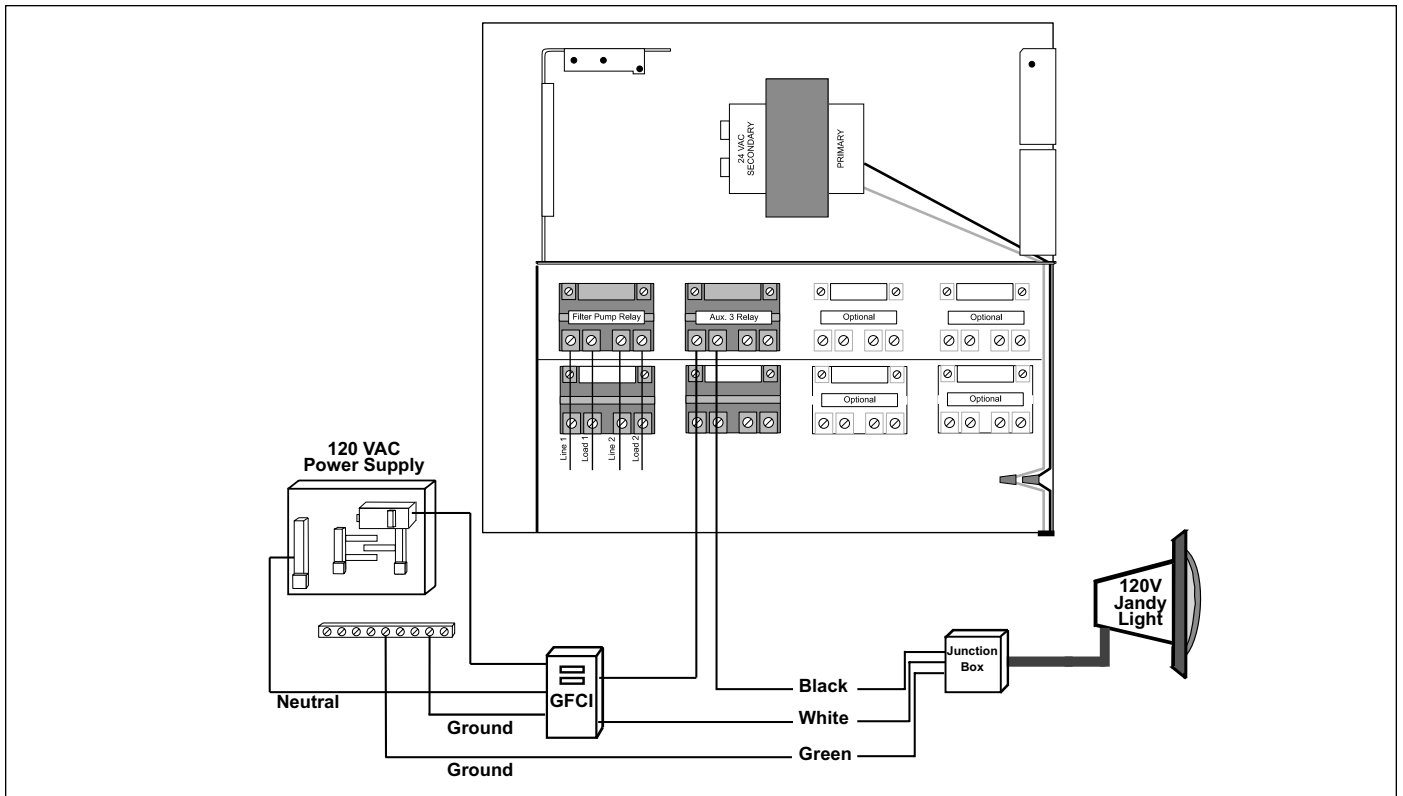 24 VAC
SECONDARY
PRIMARY
Filter Pump Relay
Aux. 3 Relay
Optional
Optional
Optional
Optional
Line 1
Load 1
Line 2
Load 2
120 VAC
Power Supply
120V
Jandy
Light
Junction
Box
GFCI
Neutral
Ground
Ground
Black
White
Green